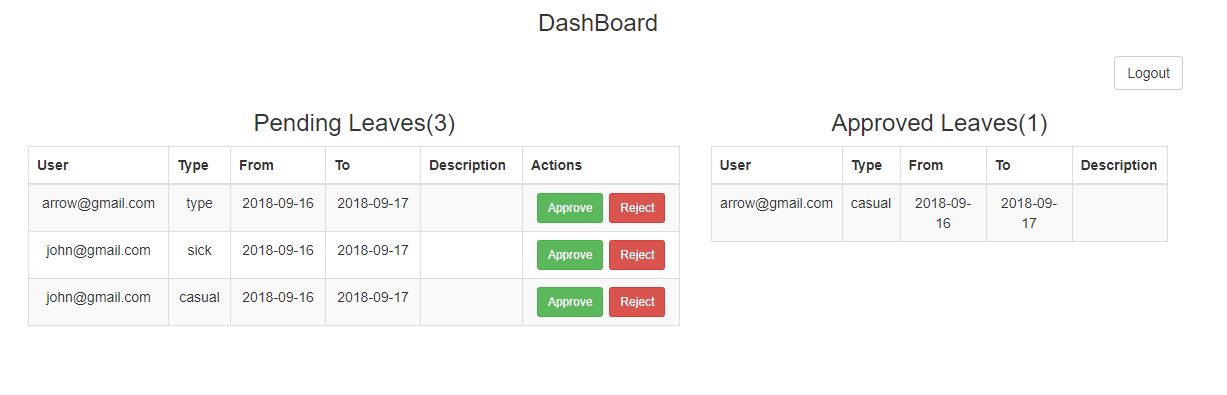 DashBoard
Logout
Pending Leaves(3)
User Type From To Description Actions
arrow@gmail.com type 2018-09-16 2018-09-17 Approve Reject
john@gmail.com sick 2018-09-16 2018-09-17 Approve Reject
john@gmail.com casual 2018-09-16 2018-09-17 Approve Reject
Approved Leaves(1)
User Type From To Description
arrow@gmail.com casual 2018-09- 2018-09-
16 17